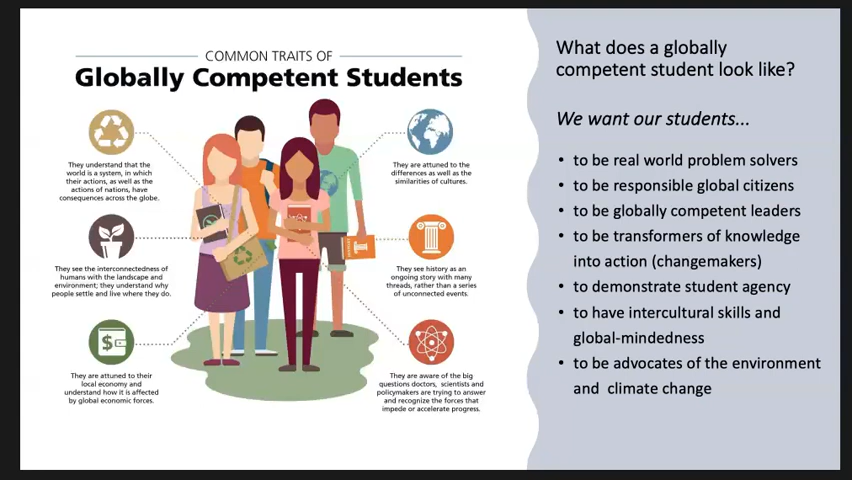 COMMON TRAITS OF
Globally Competent Students
They understand that the
world is a system, in which
their actions, as well as the
actions of nations, have
consequences across the globe.
They are attuned to the
differences as well as the
similarities of cultures.
They see the interconnectedness of
humans with the landscape and
environment; they understand why
people settle and live where they do.
They see history as an
ongoing story with many
threads, rather than a series
of unconnected events.
They are attuned to their
local economy and
understand how it is affected
by global economic forces.
They are aware of the big
questions doctors, scientists and
policymakers are trying to answer
and recognize the forces that
impede or accelerate progress.
$
What does a globally
competent student look like?
We want our students...
• to be real world problem solvers
• to be responsible global citizens
• to be globally competent leaders
• to be transformers of knowledge
into action (changemakers)
• to demonstrate student agency
• to have intercultural skills and
global-mindedness
• to be advocates of the environment
and climate change